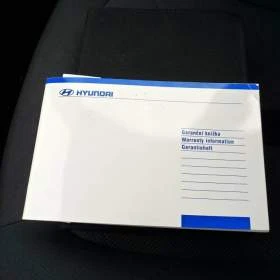 HYUNDAI
Garanční knížka
Warranty information
Garantieheft